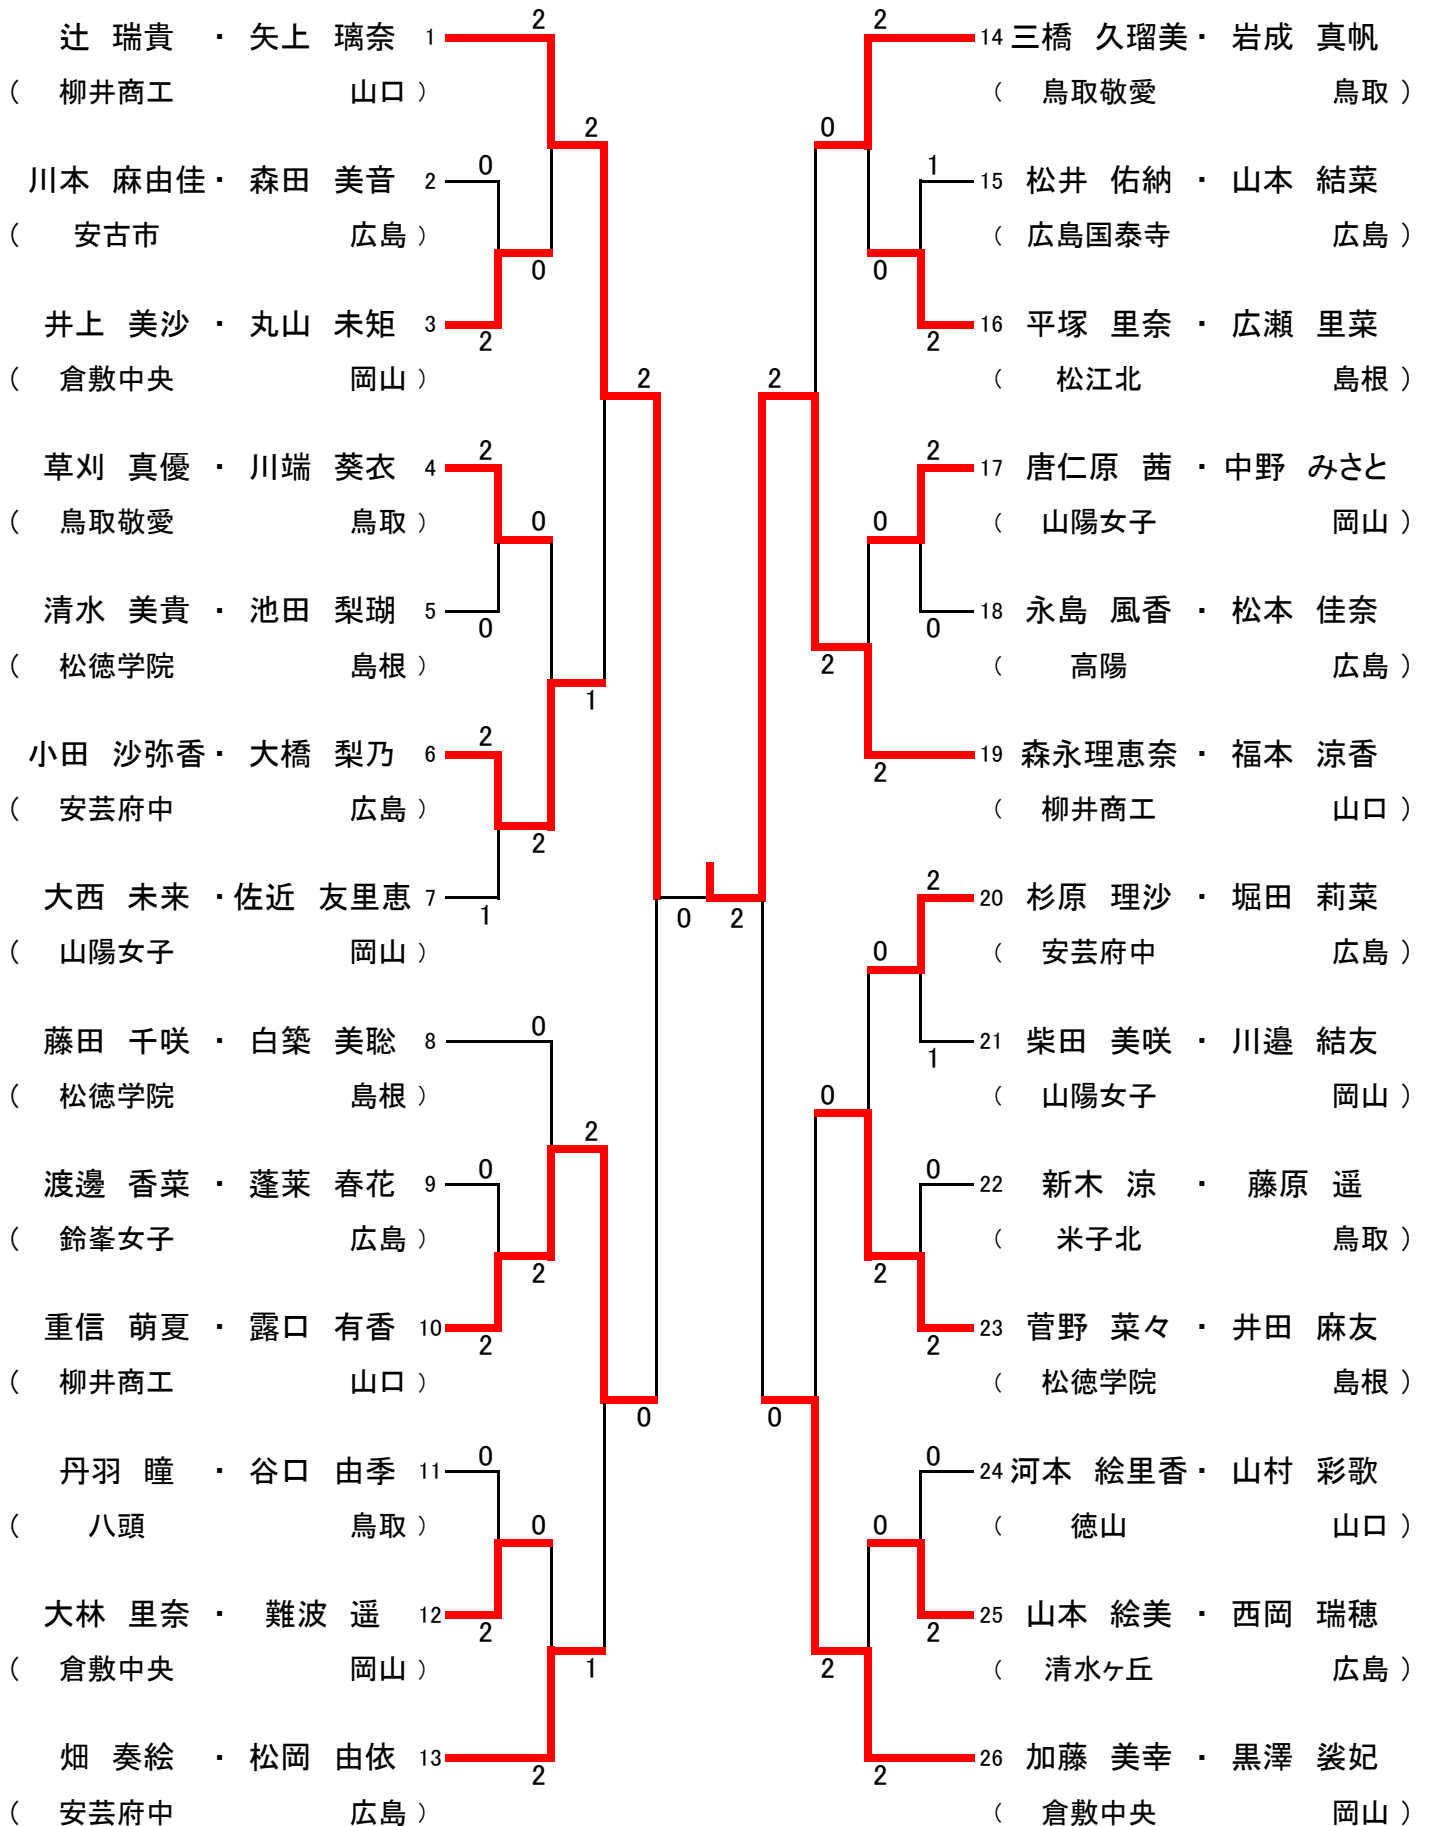 2 2
辻 瑞貴 ・ 矢上 璃奈 1
( 柳井商工 山口 )
2
川本 麻由佳・ 森田 美音 2 0
( 安古市 広島 )
0
井上 美沙 ・ 丸山 未矩 3 2
( 倉敷中央 岡山 )
2
草刈 真優 ・ 川端 葵衣 4 2
( 鳥取敬愛 鳥取 )
0
清水 美貴 ・ 池田 梨瑚 5 0
( 松徳学院 島根 )
1
小田 沙弥香・ 大橋 梨乃 6 2
( 安芸府中 広島 )
2
大西 未来 ・佐近 友里恵 7 1
( 山陽女子 岡山 )
0 2
藤田 千咲 ・ 白築 美聡 8 0
( 松徳学院 島根 )
2
渡邊 香菜 ・ 蓬莱 春花 9 0
( 鈴峯女子 広島 )
2
重信 萌夏 ・ 露口 有香 10 2
( 柳井商工 山口 )
0
丹羽 瞳 ・ 谷口 由季 11 0
( 八頭 鳥取 )
0
大林 里奈 ・ 難波 遥 12 2
( 倉敷中央 岡山 )
1
畑 奏絵 ・ 松岡 由依 13 2
( 安芸府中 広島 )
14 三橋 久瑠美・ 岩成 真帆
( 鳥取敬愛 鳥取 )
0
1 15 松井 佑納 ・ 山本 結菜
( 広島国泰寺 広島 )
0
2 16 平塚 里奈 ・ 広瀬 里菜
( 松江北 島根 )
2
2 17 唐仁原 茜 ・ 中野 みさと
( 山陽女子 岡山 )
0
0 18 永島 風香 ・ 松本 佳奈
( 高陽 広島 )
2
2 19 森永理恵奈 ・ 福本 涼香
( 柳井商工 山口 )
2 20 杉原 理沙 ・ 堀田 莉菜
( 安芸府中 広島 )
0
1 21 柴田 美咲 ・ 川邉 結友
( 山陽女子 岡山 )
0
0 22 新木 涼 ・ 藤原 遥
( 米子北 鳥取 )
2
2 23 菅野 菜々 ・ 井田 麻友
( 松徳学院 島根 )
0
0 24 河本 絵里香・ 山村 彩歌
( 徳山 山口 )
0
2 25 山本 絵美 ・ 西岡 瑞穂
( 清水ヶ丘 広島 )
2
2 26 加藤 美幸 ・ 黒澤 裟妃
( 倉敷中央 岡山 )